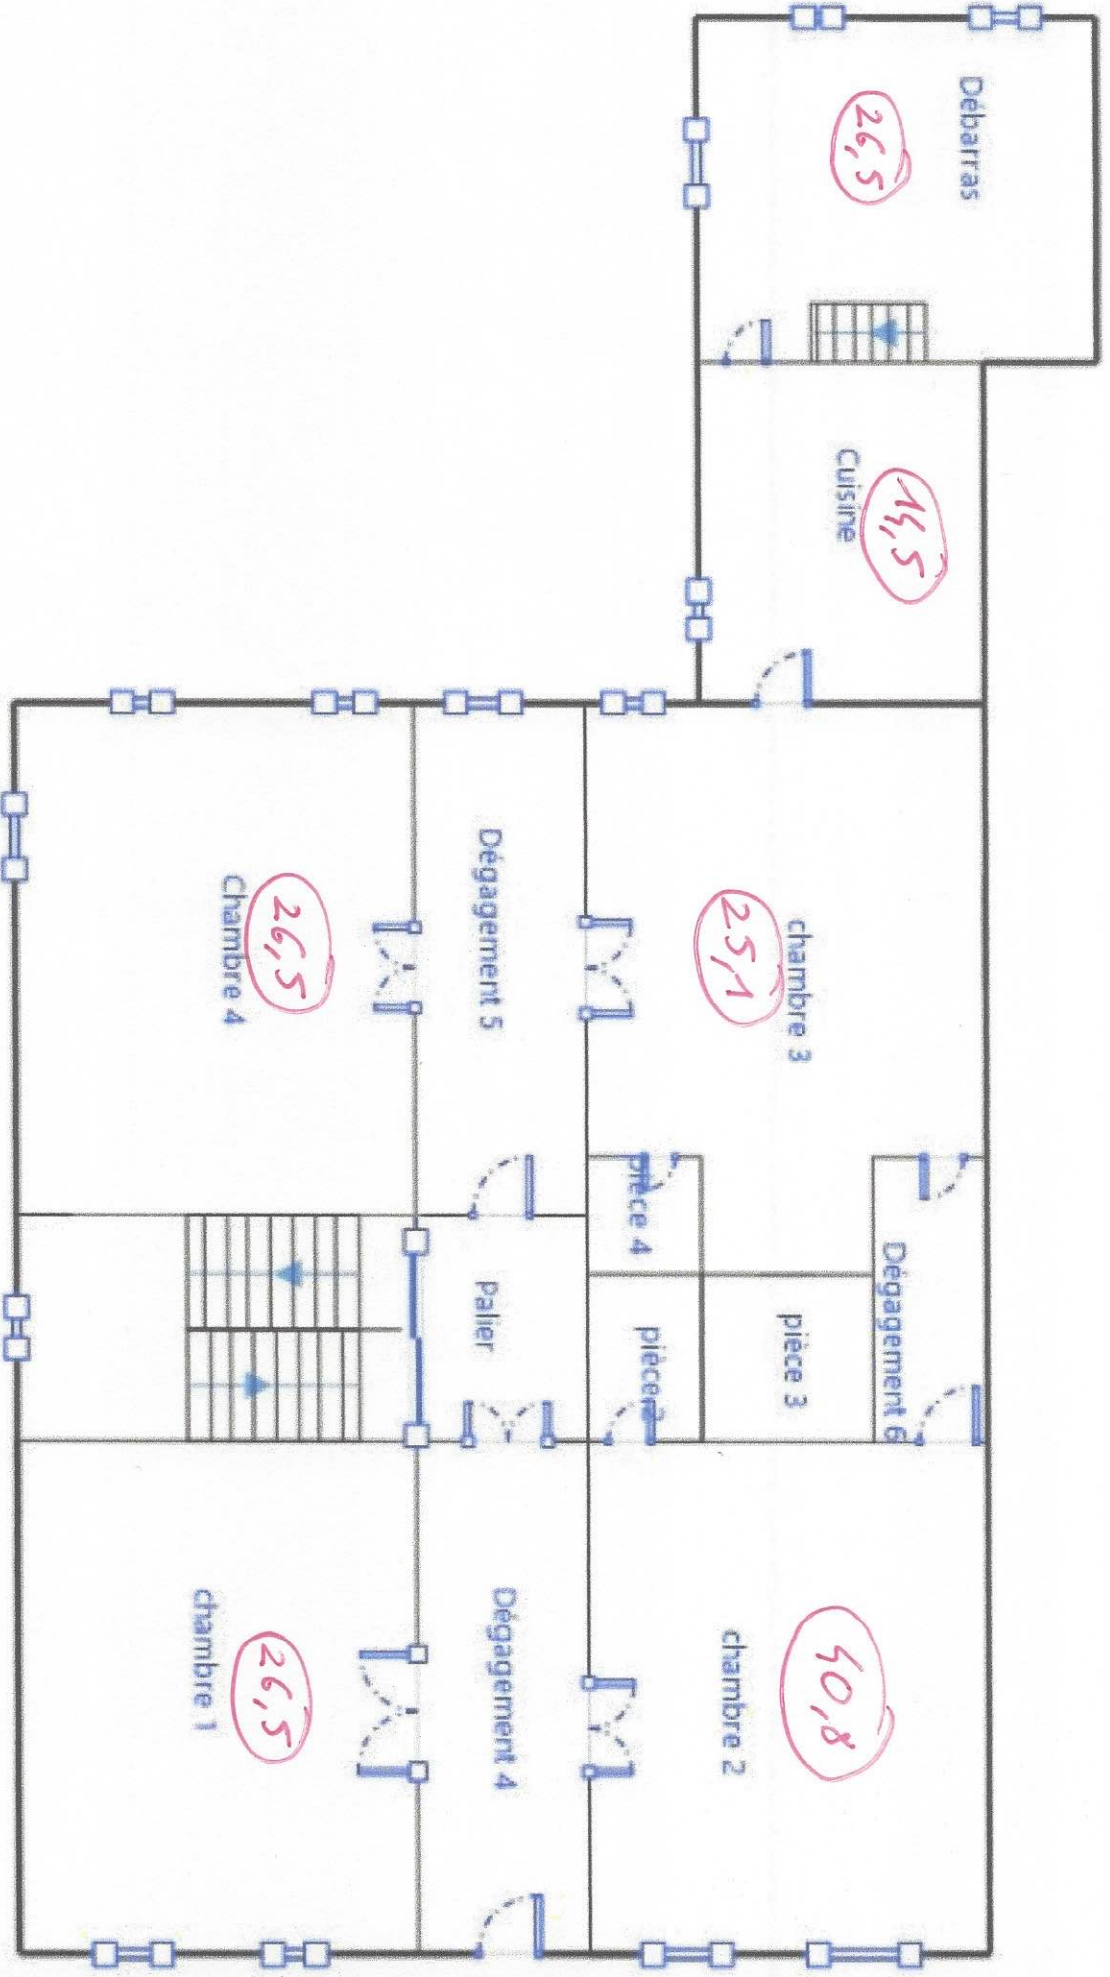 Débarras
26,5
Cuisine
14,5
chambre 3
25,1
Dégagement 5
Chambre 4
26,5
Dégagement 6
pièce 3
pièce 4
pièce
Palier
chambre 2
40,8
Dégagement 4
chambre 1
26,5